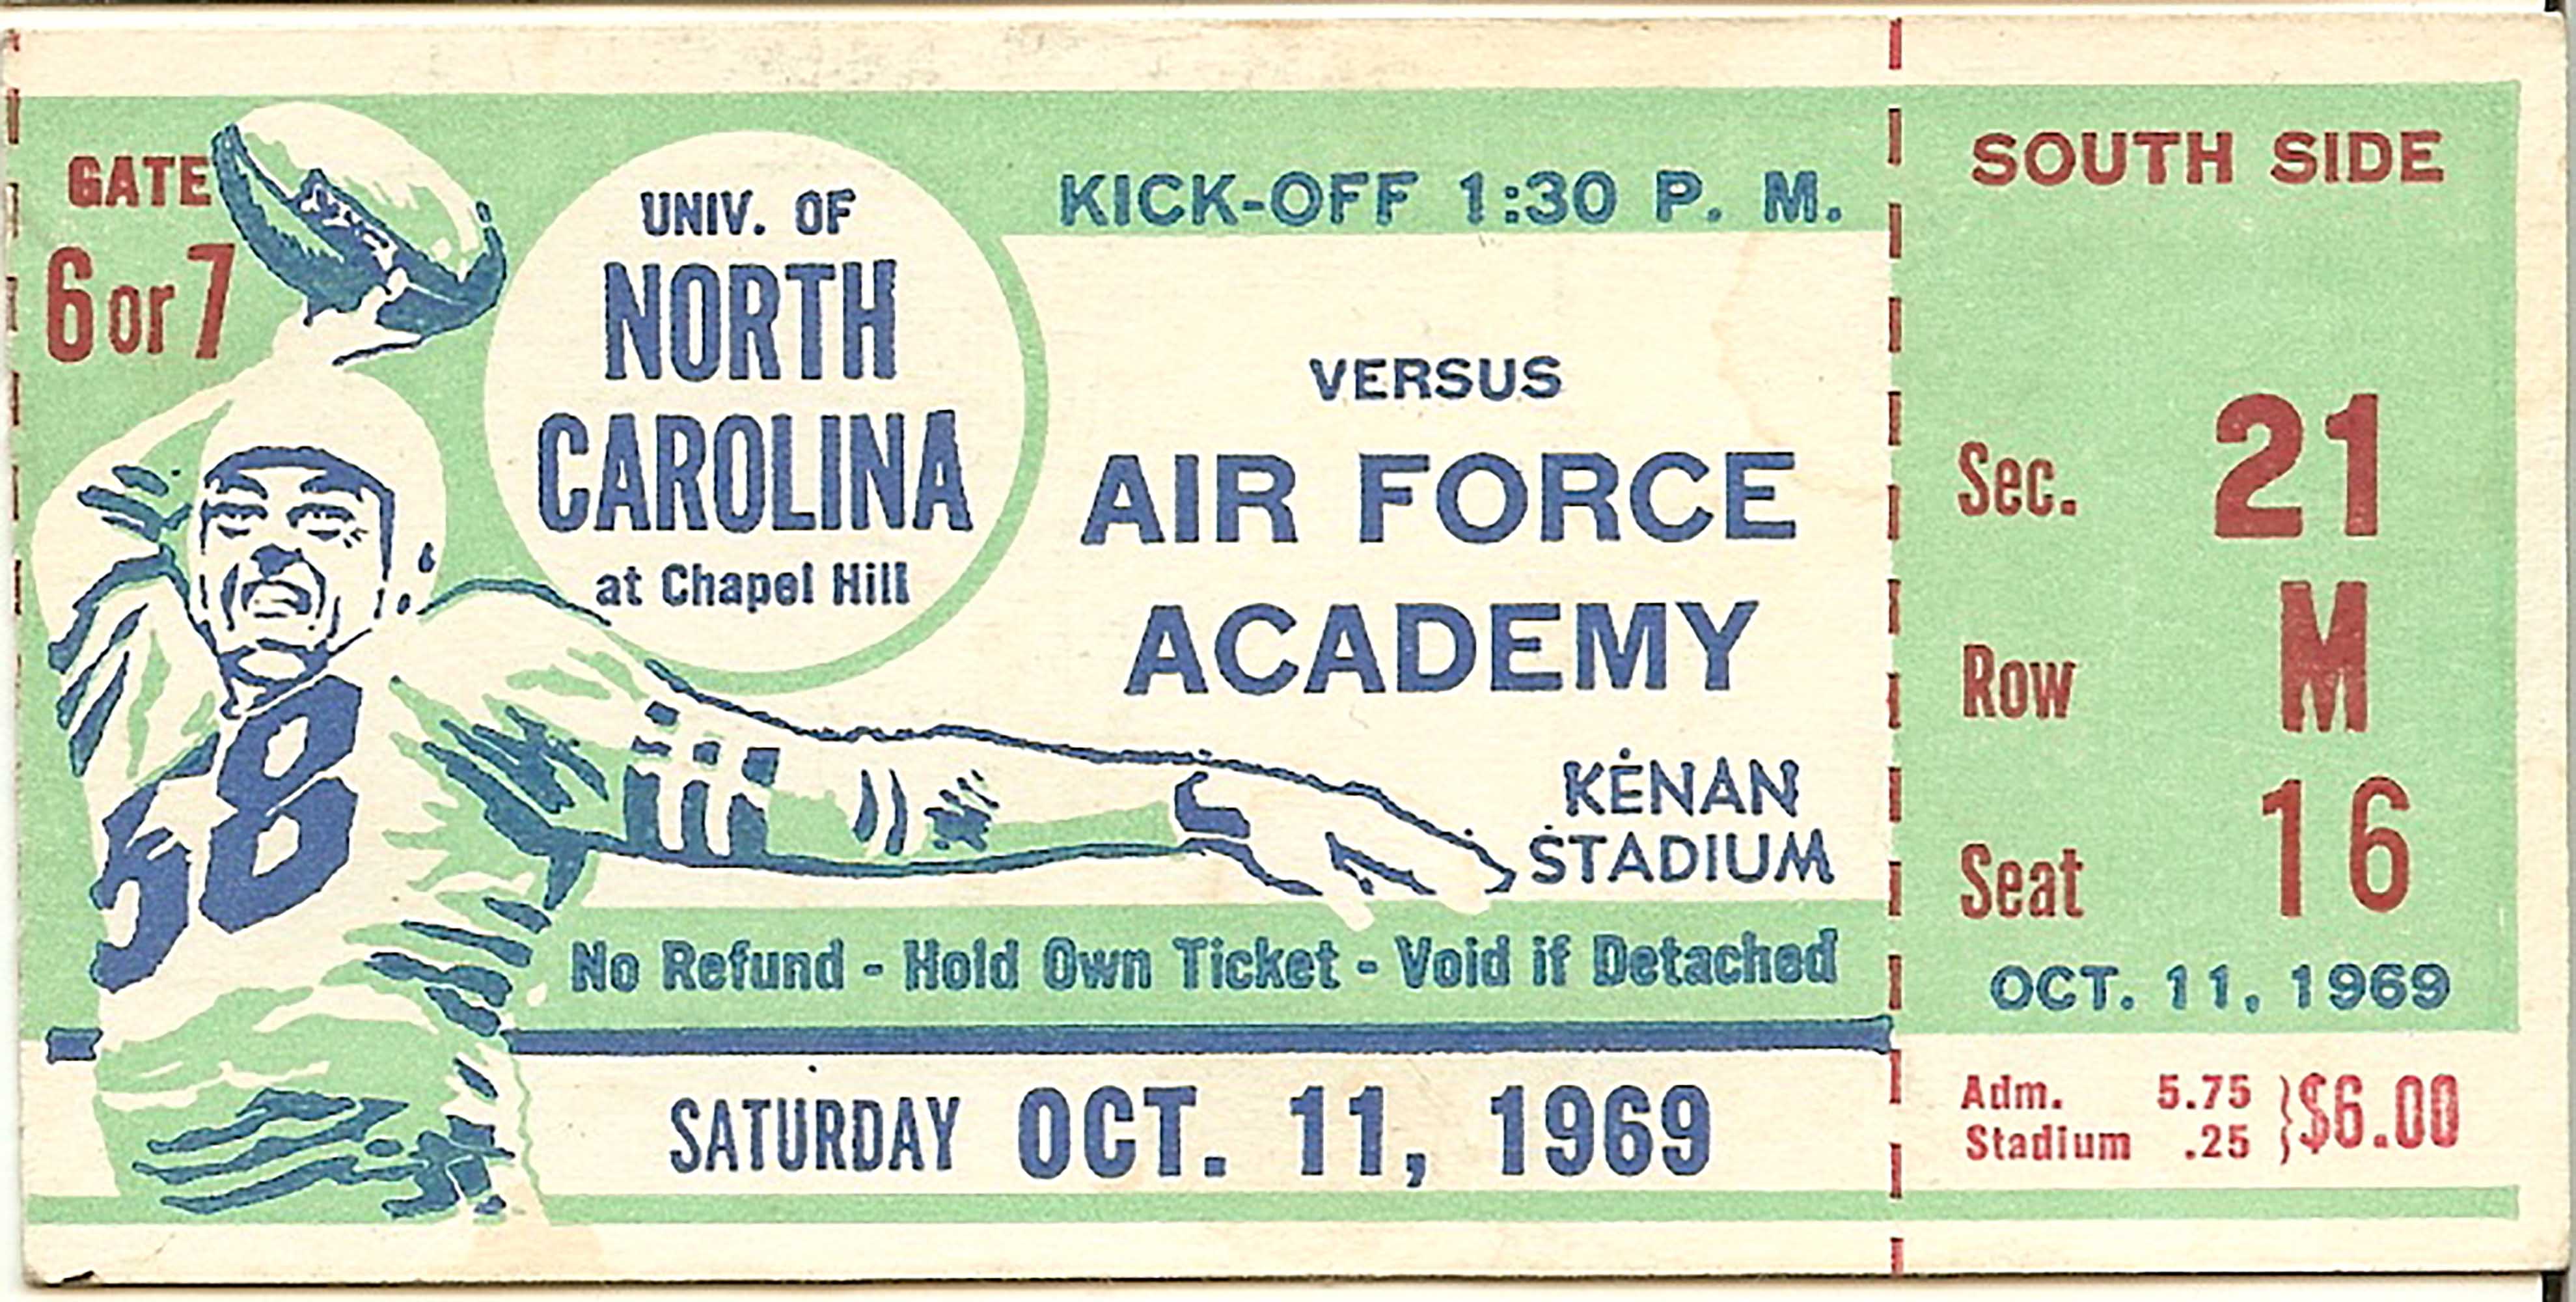 GATE
6 or 7
58
UNIV. OF
NORTH
CAROLINA
at Chapel Hill
KICK-OFF 1:30 P. M.
VERSUS
AIR FORCE
ACADEMY
KENAN
STADIUM
No Refund - Hold Own Ticket - Void if Detached
SATURDAY OCT. 11, 1969
SOUTH SIDE
Sec. 21
Row M
Seat 16
OCT. 11, 1969
Adm. 5.75
Stadium .25 } $6.00